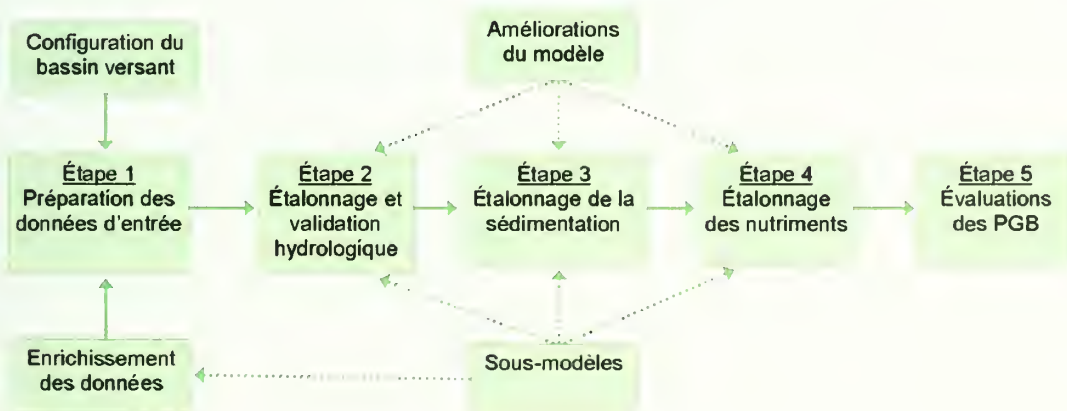 Configuration du
bassin versant
Améliorations
du modèle
Étape 1
Préparation des
données d'entrée
Étape 2
Étalonnage et
validation
hydrologique
Étape 3
Étalonnage de la
sédimentation
Étape 4
Étalonnage
des nutriments
Étape 5
Évaluations
des PGB
Enrichissement
des données
Sous-modèles